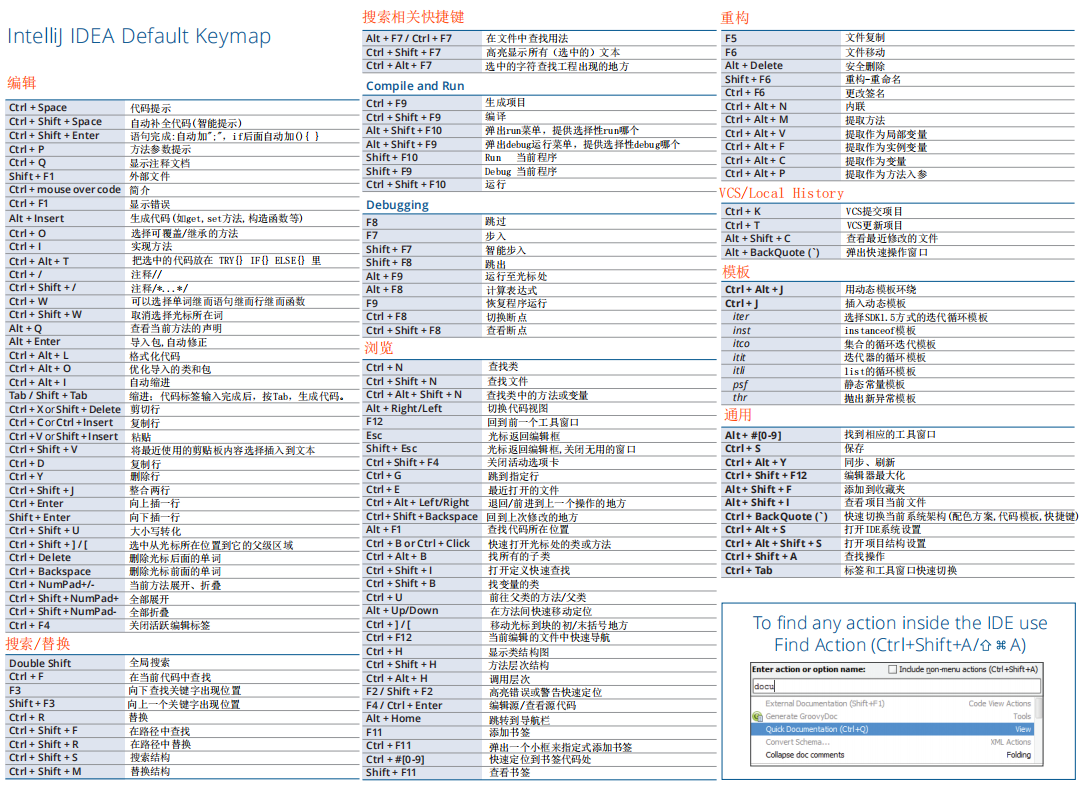 IntelliJ IDEA Default Keymap
编辑
Ctrl + Space 代码提示
Ctrl + Shift + Space 自动补全代码(智能提示)
Ctrl + Shift + Enter 语句完成:自动加";", if后面自动加(){ }
Ctrl + P 方法参数提示
Ctrl + Q 显示注释文档
Shift + F1 外部文件
Ctrl + mouse over code 简介
Ctrl + F1 显示错误
Alt + Insert 生成代码(如get,set方法,构造函数等)
Ctrl + O 选择可覆盖/继承的方法
Ctrl + I 实现方法
Ctrl + Alt + T 把选中的代码放在 TRY{} IF{} ELSE{} 里
Ctrl + / 注释//
Ctrl + Shift + / 注释/*...*/
Ctrl + W 可以选择单词继而语句继而行继而函数
Ctrl + Shift + W 取消选择光标所在词
Alt + Q 查看当前方法的声明
Alt + Enter 导入包,自动修正
Ctrl + Alt + L 格式化代码
Ctrl + Alt + O 优化导入的类和包
Ctrl + Alt + I 自动缩进
Tab / Shift + Tab 缩进; 代码标签输入完成后, 按Tab, 生成代码。
Ctrl + X or Shift + Delete 剪切行
Ctrl + C or Ctrl + Insert 复制行
Ctrl + V or Shift + Insert 粘贴
Ctrl + Shift + V 将最近使用的剪贴板内容选择插入到文本
Ctrl + D 复制行
Ctrl + Y 删除行
Ctrl + Shift + J 整合两行
Ctrl + Enter 向上插一行
Shift + Enter 向下插一行
Ctrl + Shift + U 大小写转化
Ctrl + Shift + ] / [ 选中从光标所在位置到它的父级区域
Ctrl + Delete 删除光标后面的单词
Ctrl + Backspace 删除光标前面的单词
Ctrl + NumPad+/- 当前方法展开、折叠
Ctrl + Shift + NumPad+ 全部展开
Ctrl + Shift + NumPad- 全部折叠
Ctrl + F4 关闭活跃编辑标签
搜索/替换
Double Shift 全局搜索
Ctrl + F 在当前代码中查找
F3 向下查找关键字出现位置
Shift + F3 向上一个关键字出现位置
Ctrl + R 替换
Ctrl + Shift + F 在路径中查找
Ctrl + Shift + R 在路径中替换
Ctrl + Shift + S 搜索结构
Ctrl + Shift + M 替换结构
搜索相关快捷键
Alt + F7 / Ctrl + F7 在文件中查找用法
Ctrl + Shift + F7 高亮显示所有（选中的）文本
Ctrl + Alt + F7 选中的字符查找工程出现的地方
Compile and Run
Ctrl + F9 生成项目
Ctrl + Shift + F9 编译
Alt + Shift + F10 弹出run菜单, 提供选择性run哪个
Alt + Shift + F9 弹出debug运行菜单, 提供选择性debug哪个
Shift + F10 Run 当前程序
Shift + F9 Debug 当前程序
Ctrl + Shift + F10 运行
Debugging
F8 跳过
F7 步入
Shift + F7 智能步入
Shift + F8 跳出
Alt + F9 运行至光标处
Alt + F8 计算表达式
F9 恢复程序运行
Ctrl + F8 切换断点
Ctrl + Shift + F8 查看断点
浏览
Ctrl + N 查找类
Ctrl + Shift + N 查找文件
Ctrl + Alt + Shift + N 查找类中的方法或变量
Alt + Right/Left 切换代码视图
F12 回到前一个工具窗口
Esc 光标返回编辑框
Shift + Esc 光标返回编辑框,关闭无用的窗口
Ctrl + Shift + F4 关闭活动选项卡
Ctrl + G 跳到指定行
Ctrl + E 最近打开的文件
Ctrl + Alt + Left/Right 退回/前进到上一个操作的地方
Ctrl + Shift + Backspace 回到上次修改的地方
Alt + F1 查找代码所在位置
Ctrl + B or Ctrl + Click 快速打开光标处的类或方法
Ctrl + Alt + B 找所有的子类
Ctrl + Shift + I 打开定义快速查找
Ctrl + Shift + B 找变量的类
Ctrl + U 前往父类的方法/父类
Alt + Up/Down 在方法间快速移动定位
Ctrl + ] / [ 移动光标到块的初/末括号地方
Ctrl + F12 当前编辑的文件中快速导航
Ctrl + H 显示类结构图
Ctrl + Shift + H 方法层次结构
Ctrl + Alt + H 调用层次
F2 / Shift + F2 高亮错误或警告快速定位
F4 / Ctrl + Enter 编辑源/查看源代码
Alt + Home 跳转到导航栏
F11 添加书签
Ctrl + F11 弹出一个小框来指定式添加书签
Ctrl + #[0-9] 快速定位到书签代码处
Shift + F11 查看书签
重构
F5 文件复制
F6 文件移动
Alt + Delete 安全删除
Shift + F6 重构-重命名
Ctrl + F6 更改签名
Ctrl + Alt + N 内联
Ctrl + Alt + M 提取方法
Ctrl + Alt + V 提取作为局部变量
Ctrl + Alt + F 提取作为实例变量
Ctrl + Alt + C 提取作为变量
Ctrl + Alt + P 提取作为方法入参
VCS/Local History
Ctrl + K VCS提交项目
Ctrl + T VCS更新项目
Alt + Shift + C 查看最近修改的文件
Alt + BackQuote (`) 弹出快速操作窗口
模板
Ctrl + Alt + J 用动态模板环绕
Ctrl + J 插入动态模板
iter 选择SDK1.5方式的迭代循环模板
inst instanceof模板
itco 集合的循环迭代模板
itit 迭代器的循环模板
itli list的循环模板
psf 静态常量模板
thr 抛出新异常模板
通用
Alt + #[0-9] 找到相应的工具窗口
Ctrl + S 保存
Ctrl + Alt + Y 同步、刷新
Ctrl + Shift + F12 编辑器最大化
Alt + Shift + F 添加到收藏夹
Alt + Shift + I 查看项目当前文件
Ctrl + BackQuote (`) 快速切换当前系统架构(配色方案,代码模板,快捷键)
Ctrl + Alt + S 打开IDE系统设置
Ctrl + Alt + Shift + S 打开项目结构设置
Ctrl + Shift + A 查找操作
Ctrl + Tab 标签和工具窗口快速切换
To find any action inside the IDE use
Find Action (Ctrl+Shift+A/⇧⌘A)
Enter action or option name: Include non-menu actions (Ctrl+Shift+A)
docu
External Documentation (Shift+F1) Code View Actions
Generate GroovyDoc Tools
Quick Documentation (Ctrl+Q) View
Convert Schema... XML Actions
Collapse doc comments Folding